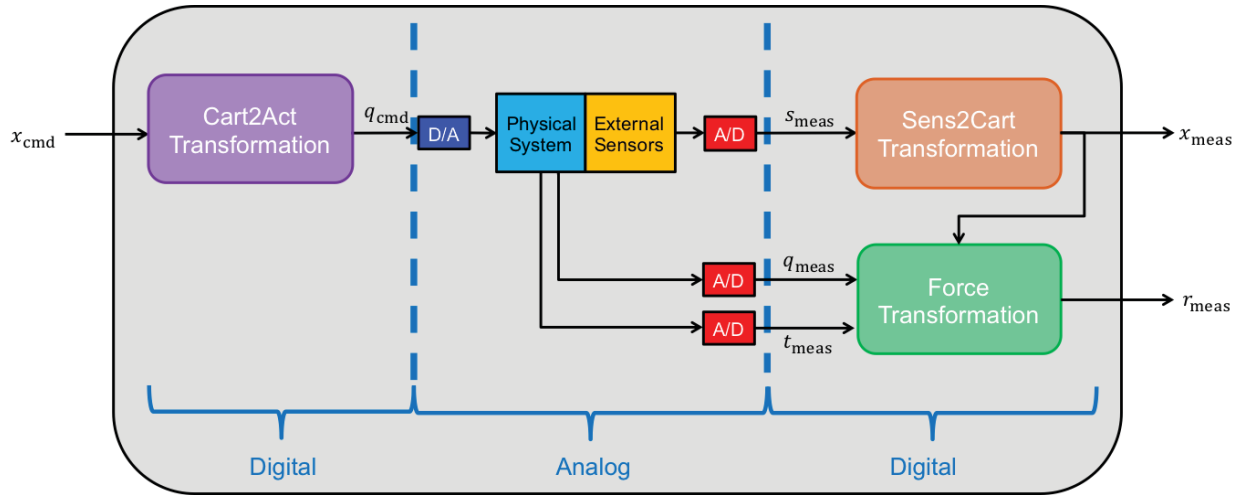 x_cmd
Cart2Act
Transformation
q_cmd
D/A
Physical
System
External
Sensors
A/D
s_meas
Sens2Cart
Transformation
x_meas
A/D
q_meas
A/D
t_meas
Force
Transformation
r_meas
Digital
Analog
Digital